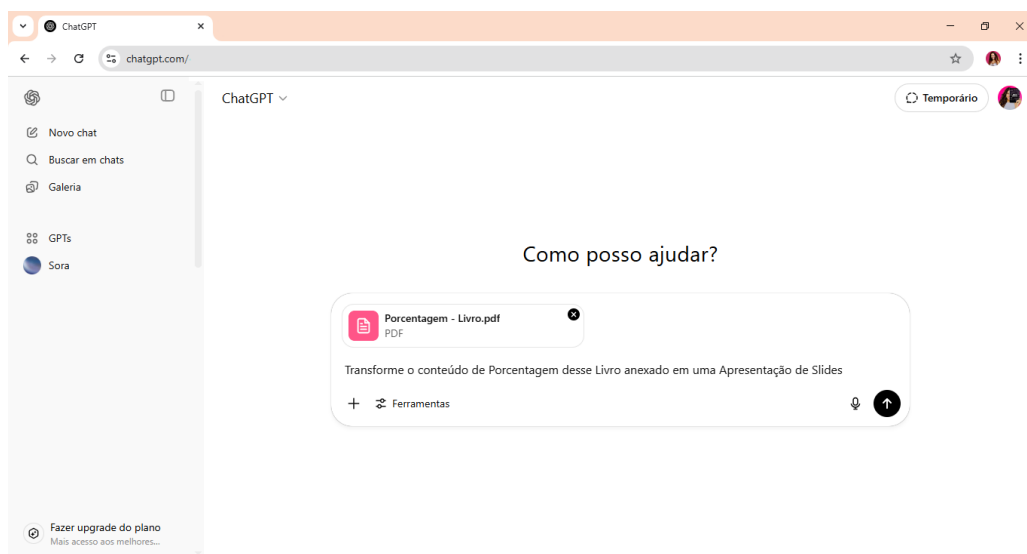 ChatGPT
chatgpt.com/
ChatGPT
Temporário
Novo chat
Buscar em chats
Galeria
GPTs
Sora
Como posso ajudar?
Porcentagem - Livro.pdf
PDF
Transforme o conteúdo de Porcentagem desse Livro anexado em uma Apresentação de Slides
Ferramentas
Fazer upgrade do plano
Mais acesso aos melhores...